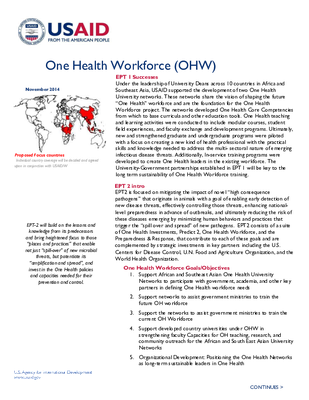 USAID
FROM THE AMERICAN PEOPLE
One Health Workforce (OHW)
November 2014
Proposed Focus countries
EPT-2 will build on the lessons and
knowledge from its predecessors
and bring heightened focus to those
"places and practices" that enable
not just "spill-over" of new microbial
threats, but potentiate its
"amplification and spread", and
invest in the One Health policies
and capacities needed for their
prevention and control.
EPT 1 Successes
Under the leadership of University Deans across 10 countries in Africa and
Southeast Asia, USAID supported the development of two One Health
University networks. These networks share the vision of shaping the future
"One Health" workforce and are the foundation for the One Health
Workforce project. The networks developed One Health Core Competencies
from which to base curricula and other education tools. One Health teaching
and learning activities were conducted to include modular courses, student
field experiences, and faculty exchange and development programs. Ultimately,
new and strengthened graduate and undergraduate programs were piloted
with a focus on creating a new kind of health professional with the practical
skills and knowledge needed to address the multi-sectoral nature of emerging
infectious disease threats. Additionally, in-service training programs were
developed to create One Health leaders in the existing workforce. The
University-Government partnerships established in EPT 1 will be key to the
long term sustainability of One Health Workforce training.
EPT 2 intro
EPT2 is focused on mitigating the impact of novel "high consequence
pathogens" that originate in animals with a goal of enabling early detection of
new disease threats, effectively controlling those threats, enhancing national-
level preparedness in advance of outbreaks, and ultimately reducing the risk of
these diseases emerging by minimizing human behaviors and practices that
trigger the "spill over and spread" of new pathogens. EPT 2 consists of a suite
of One Health investments, Predict 2, One Health Workforce, and the
Preparedness & Response, that contribute to each of these goals and are
complemented by strategic investments in key partners including the U.S.
Centers for Disease Control, U.N. Food and Agriculture Organization, and the
World Health Organization.
One Health Workforce Goals/Objectives
1. Support African and Southeast Asian One Health University
Networks to participate with government, academia, and other key
partners in defining One Health workforce needs
2. Support networks to assist government ministries to train the
future OH workforce
3. Support the networks to assist government ministries to train the
current OH Workforce
4. Support developed country universities under OHW in
strengthening faculty Capacities for OH teaching, research, and
community outreach for the African and South East Asian University
Networks
5. Organizational Development: Positioning the One Health Networks
as long-term sustainable leaders in One Health
U.S. Agency for International Development
www.usaid.gov
CONTINUES >